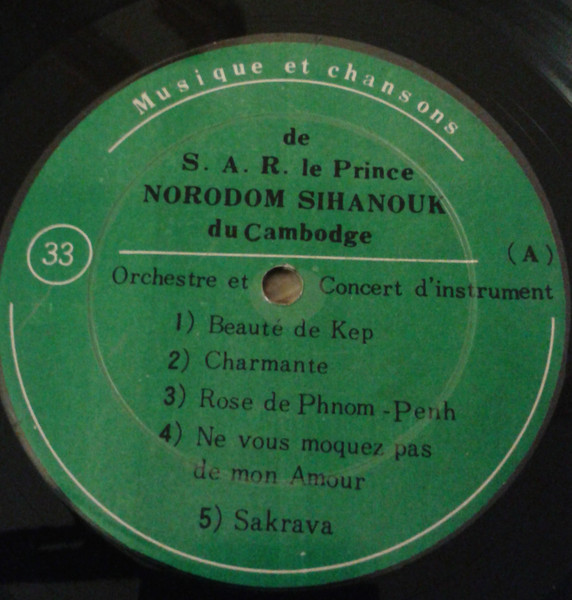 Musique et chansons
de
S. A. R. le Prince
NORODOM SIHANOUK
du Cambodge
33
(A)
Orchestre et Concert d'instrument
1) Beauté de Kep
2) Charmante
3) Rose de Phnom-Penh
4) Ne vous moquez pas
de mon Amour
5) Sakrava